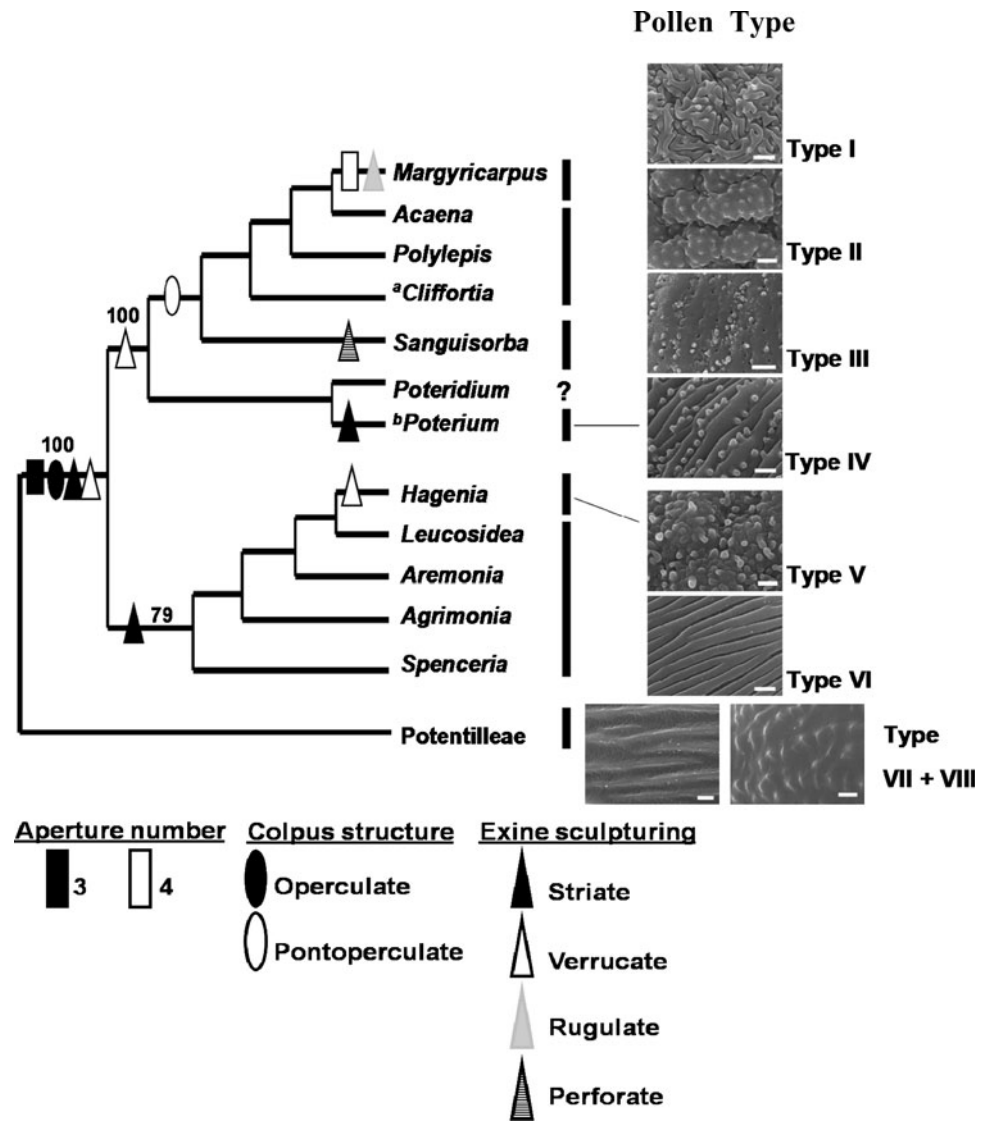 Pollen Type
Type I
Margyricarpus
Acaena
Type II
Polylepis
aCliffortia
100
Type III
Sanguisorba
Poteridium ?
bPoterium
100
Type IV
Hagenia
Leucosidea
Type V
Aremonia
79
Agrimonia
Spenceria
Type VI
Potentilleae
Type
VII + VIII
Aperture number Colpus structure Exine sculpturing
3 4 Operculate Striate
Pontoperculate Verrucate
Rugulate
Perforate